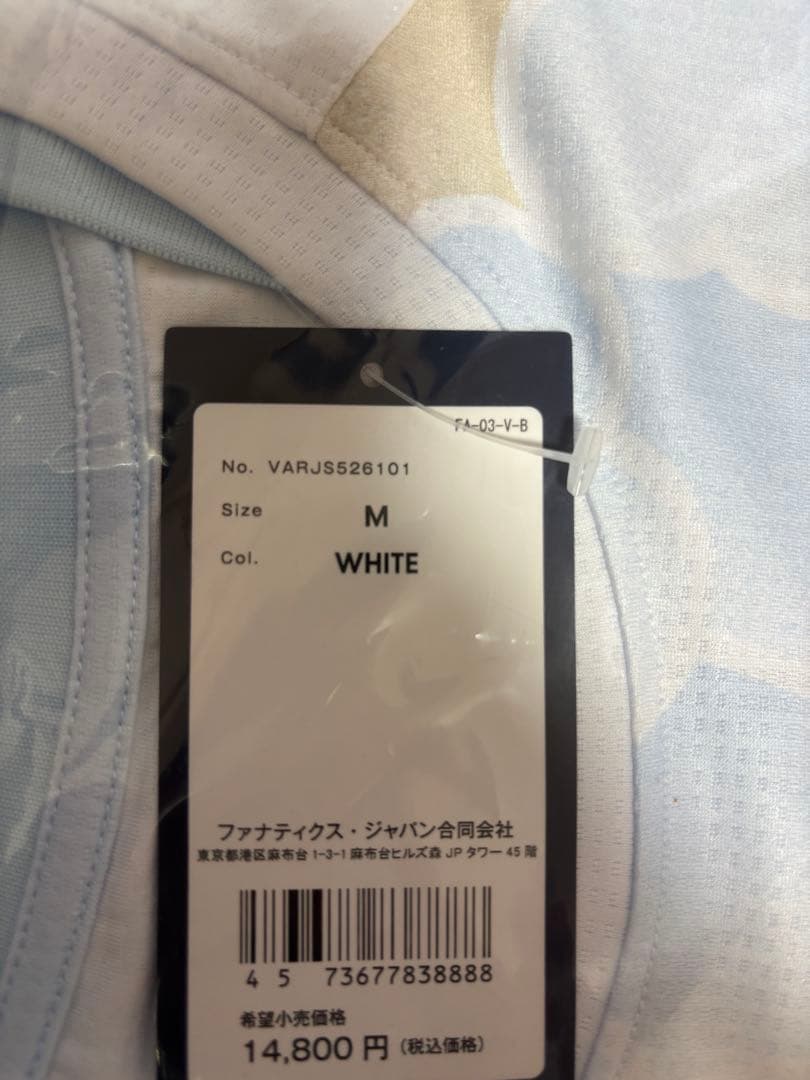 FA-03-V-B
No. VARJS526101
Size M
Col. WHITE
ファナティクス・ジャパン合同会社
東京都港区麻布台 1-3-1 麻布台ヒルズ森 JP タワー 45 階
45 73677838888
希望小売価格
14,800 円 (税込価格)